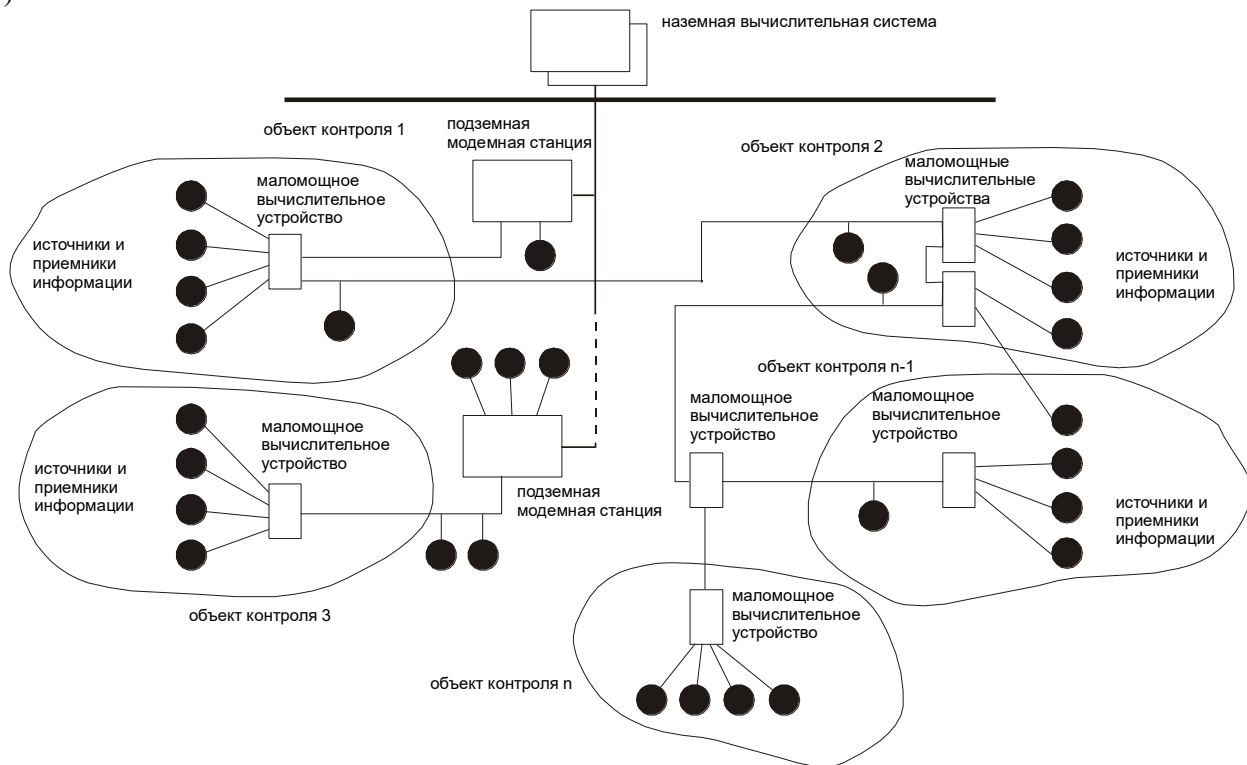 )
наземная вычислительная система
объект контроля 1
подземная
модемная станция
объект контроля 2
маломощное
вычислительное
устройство
источники и
приемники
информации
маломощные
вычислительные
устройства
источники и
приемники
информации
объект контроля n-1
маломощное
вычислительное
устройство
маломощное
вычислительное
устройство
маломощное
вычислительное
устройство
источники и
приемники
информации
подземная
модемная станция
источники и
приемники
информации
объект контроля 3
маломощное
вычислительное
устройство
объект контроля n